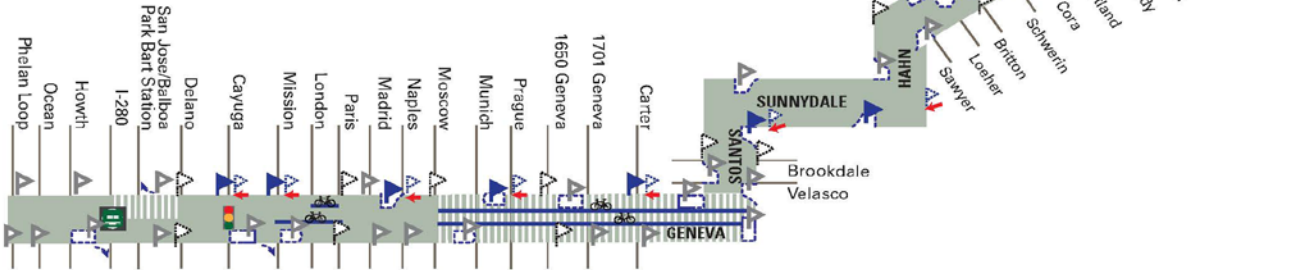 Phelan Loop
Ocean
Howth
I-280
San Jose/Balboa
Park Bart Station
Delano
Cayuga
Mission
London
Paris
Madrid
Naples
Moscow
Munich
Prague
1650 Geneva
1701 Geneva
Carter
GENEVA
SANTOS
Brookdale
Velasco
SUNNYDALE
HAHN
Sawyer
Loeher
Britton
Schwerin
Cora